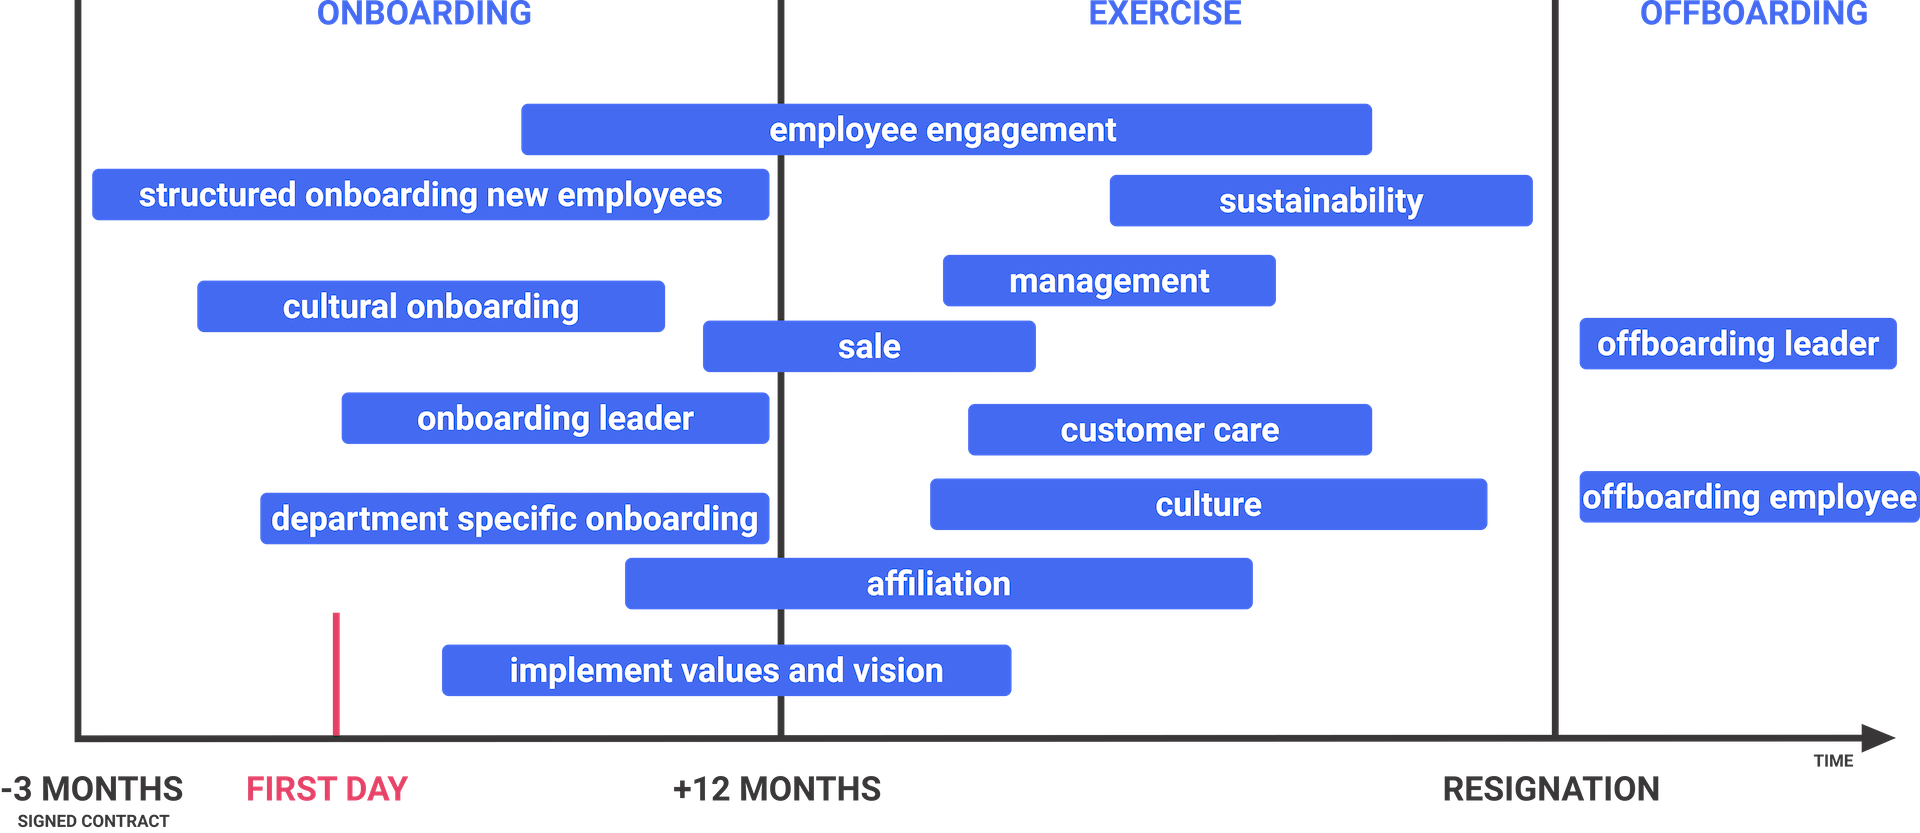 ONBOARDING
EXERCISE
OFFBOARDING
employee engagement
structured onboarding new employees
sustainability
management
cultural onboarding
sale
offboarding leader
onboarding leader
customer care
offboarding employee
culture
department specific onboarding
affiliation
implement values and vision
TIME
-3 MONTHS
FIRST DAY
+12 MONTHS
RESIGNATION
SIGNED CONTRACT